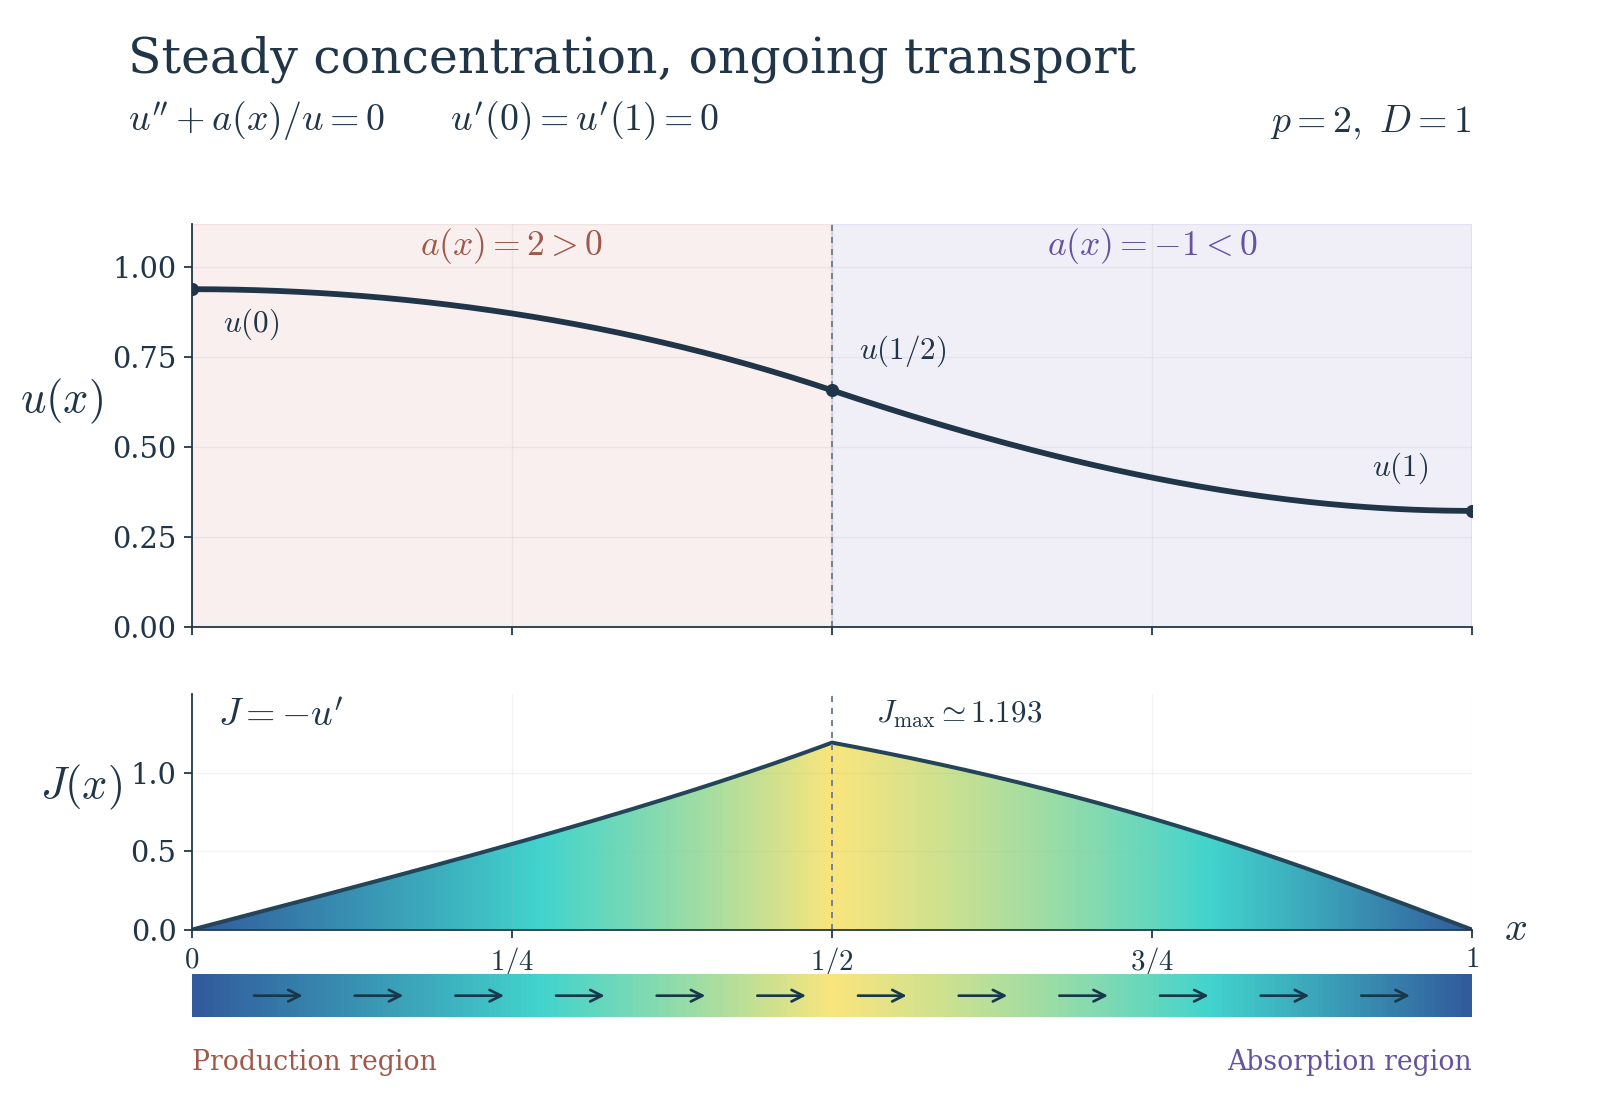 Steady concentration, ongoing transport
u″ + a(x)/u = 0 u′(0) = u′(1) = 0 p = 2, D = 1
a(x) = 2 > 0 a(x) = −1 < 0
1.00
u(0)
0.75
u(1/2)
u(x)
0.50
u(1)
0.25
0.00
J = −u′ J_max ≃ 1.193
J(x)
1.0
0.5
0.0
x
0 1/4 1/2 3/4 1
Production region Absorption region